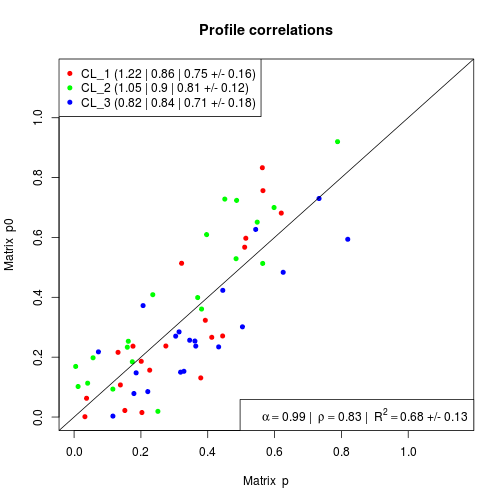 Profile correlations
CL_1 (1.22 | 0.86 | 0.75 +/- 0.16)
CL_2 (1.05 | 0.9 | 0.81 +/- 0.12)
CL_3 (0.82 | 0.84 | 0.71 +/- 0.18)
Matrix p0
1.0
0.8
0.6
0.4
0.2
0.0
α = 0.99 | ρ = 0.83 | R² = 0.68 +/- 0.13
0.0 0.2 0.4 0.6 0.8 1.0
Matrix p